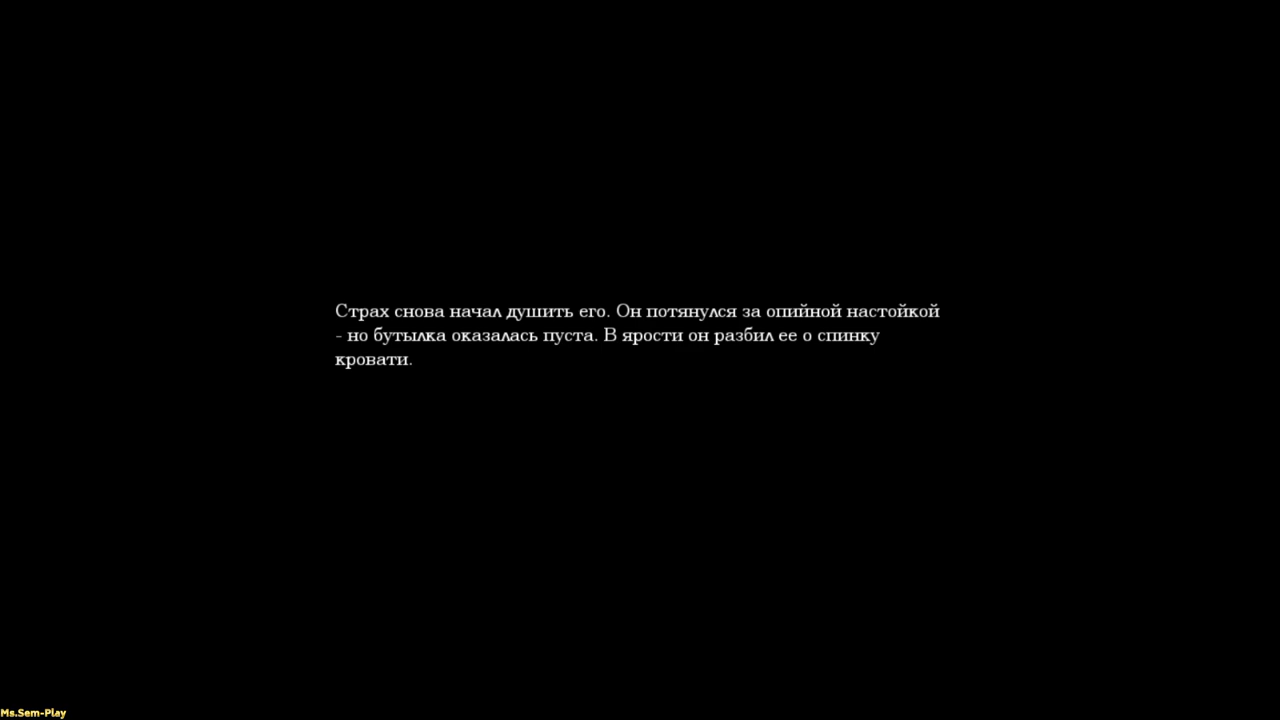 Страх снова начал душить его. Он потянулся за опийной настойкой
- но бутылка оказалась пуста. В ярости он разбил ее о спинку
кровати.
Ms.Sem-Play